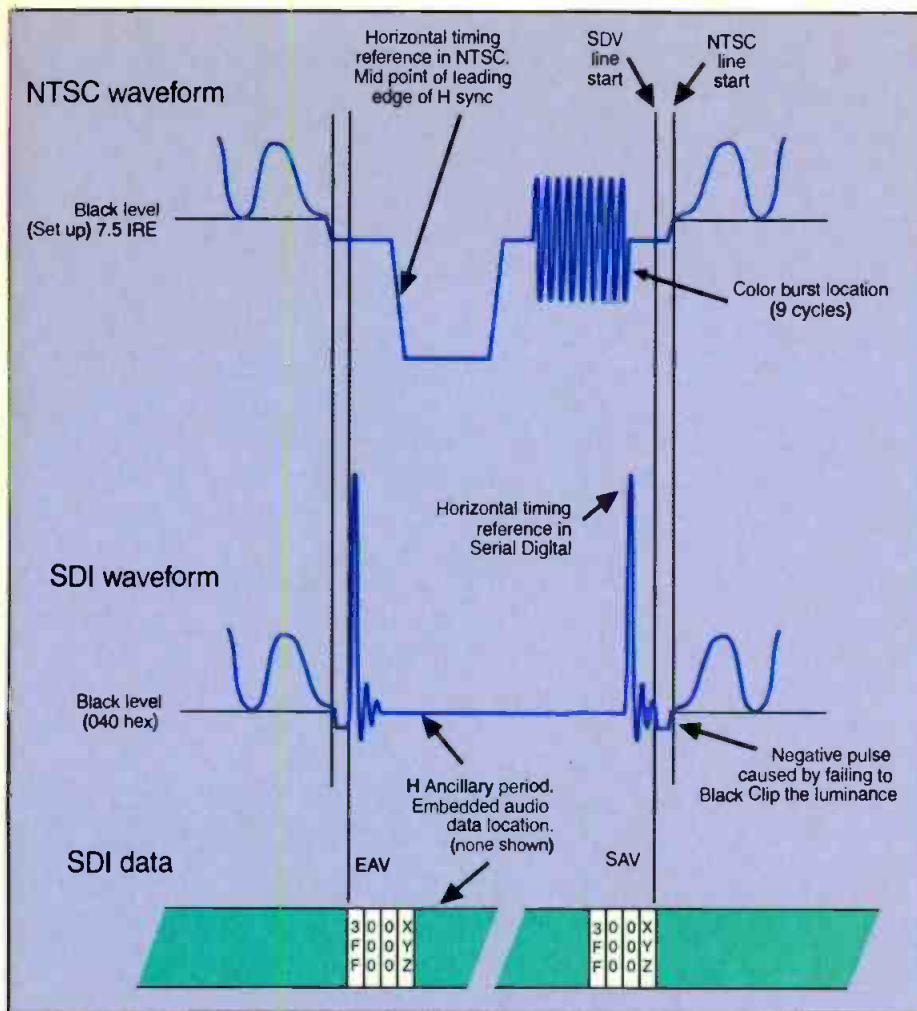 Horizontal timing
reference in NTSC.
Mid point of leading
edge of H sync
SDV
line
start
NTSC
line
start
NTSC waveform
Black level
(Set up) 7.5 IRE
Color burst location
(9 cycles)
Horizontal timing
reference in
Serial Digital
SDI waveform
Black level
(040 hex)
Negative pulse
caused by failing to
Black Clip the luminance
H Ancillary period.
Embedded audio
data location.
(none shown)
SDI data
EAV
SAV
3 0 0 X
F 0 0 Y
F 0 0 Z
3 0 0 X
F 0 0 Y
F 0 0 Z